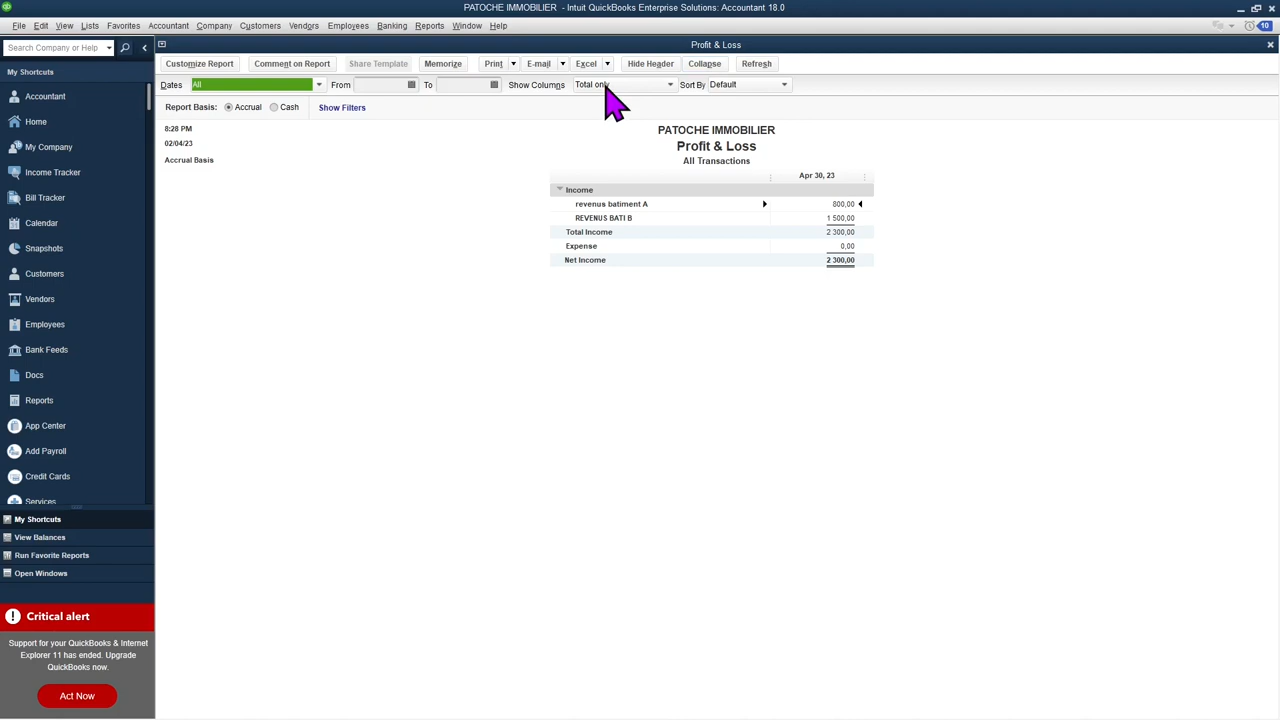 PATOCHE IMMOBILIER - Intuit QuickBooks Enterprise Solutions: Accountant 18.0
File Edit View Lists Favorites Accountant Company Customers Vendors Employees Banking Reports Window Help 10
Search Company or Help
Profit & Loss
My Shortcuts
Customize Report Comment on Report Share Template Memorize Print E-mail Excel Hide Header Collapse Refresh
Dates All From To Show Columns Total only Sort By Default
Report Basis: Accrual Cash Show Filters
Accountant
Home
My Company
Income Tracker
Bill Tracker
Calendar
Snapshots
Customers
Vendors
Employees
Bank Feeds
Docs
Reports
App Center
Add Payroll
Credit Cards
Services
My Shortcuts
View Balances
Run Favorite Reports
Open Windows
Critical alert
Support for your QuickBooks & Internet
Explorer 11 has ended. Upgrade
QuickBooks now.
Act Now
8:28 PM
02/04/23
Accrual Basis
PATOCHE IMMOBILIER
Profit & Loss
All Transactions
Apr 30, 23
Income
revenus batiment A 800,00
REVENUS BATI B 1 500,00
Total Income 2 300,00
Expense 0,00
Net Income 2 300,00